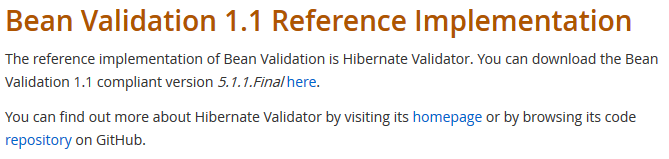 Bean Validation 1.1 Reference Implementation
The reference implementation of Bean Validation is Hibernate Validator. You can download the Bean
Validation 1.1 compliant version 5.1.1.Final here.
You can find out more about Hibernate Validator by visiting its homepage or by browsing its code
repository on GitHub.